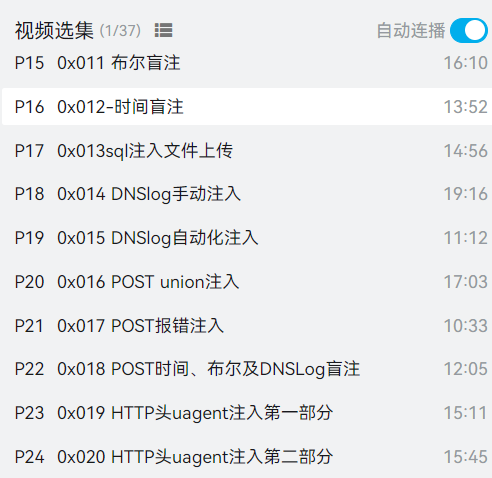 视频选集 (1/37) 自动连播
P15 0x011 布尔盲注 16:10
P16 0x012-时间盲注 13:52
P17 0x013sql注入文件上传 14:56
P18 0x014 DNSlog手动注入 19:16
P19 0x015 DNSlog自动化注入 11:12
P20 0x016 POST union注入 17:03
P21 0x017 POST报错注入 10:33
P22 0x018 POST时间、布尔及DNSLog盲注 12:05
P23 0x019 HTTP头uagent注入第一部分 15:11
P24 0x020 HTTP头uagent注入第二部分 15:45